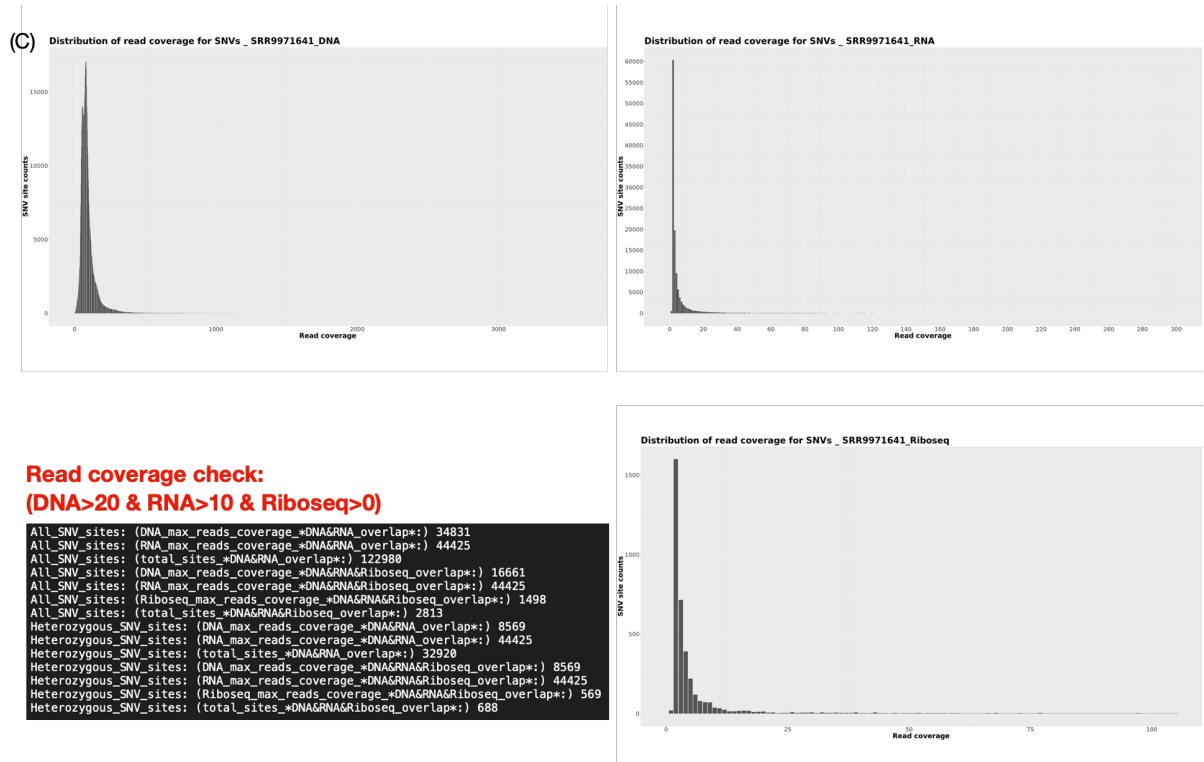 (C)
Distribution of read coverage for SNVs _ SRR9971641_DNA
SNV site counts
15000
10000
5000
0
0 1000 2000 3000
Read coverage
Distribution of read coverage for SNVs _ SRR9971641_RNA
SNV site counts
60000
55000
50000
45000
40000
35000
30000
25000
20000
15000
10000
5000
0
0 20 40 60 80 100 120 140 160 180 200 220 240 260 280 300
Read coverage
Read coverage check:
(DNA>20 & RNA>10 & Riboseq>0)
All_SNV_sites: (DNA_max_reads_coverage_*DNA&RNA_overlap*:) 34831
All_SNV_sites: (RNA_max_reads_coverage_*DNA&RNA_overlap*:) 44425
All_SNV_sites: (total_sites_*DNA&RNA_overlap*:) 122980
All_SNV_sites: (DNA_max_reads_coverage_*DNA&RNA&Riboseq_overlap*:) 16661
All_SNV_sites: (RNA_max_reads_coverage_*DNA&RNA&Riboseq_overlap*:) 44425
All_SNV_sites: (Riboseq_max_reads_coverage_*DNA&RNA&Riboseq_overlap*:) 1498
All_SNV_sites: (total_sites_*DNA&RNA&Riboseq_overlap*:) 2813
Heterozygous_SNV_sites: (DNA_max_reads_coverage_*DNA&RNA_overlap*:) 8569
Heterozygous_SNV_sites: (RNA_max_reads_coverage_*DNA&RNA_overlap*:) 44425
Heterozygous_SNV_sites: (total_sites_*DNA&RNA_overlap*:) 32920
Heterozygous_SNV_sites: (DNA_max_reads_coverage_*DNA&RNA&Riboseq_overlap*:) 8569
Heterozygous_SNV_sites: (RNA_max_reads_coverage_*DNA&RNA&Riboseq_overlap*:) 44425
Heterozygous_SNV_sites: (Riboseq_max_reads_coverage_*DNA&RNA&Riboseq_overlap*:) 569
Heterozygous_SNV_sites: (total_sites_*DNA&RNA&Riboseq_overlap*:) 688
Distribution of read coverage for SNVs _ SRR9971641_Riboseq
SNV site counts
1500
1000
500
0
0 25 50 75 100
Read coverage